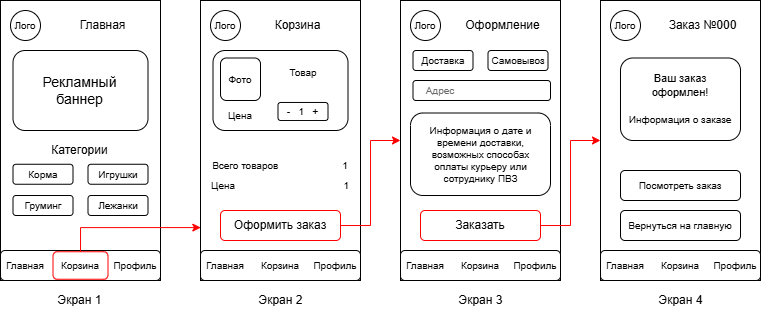 Лого
Главная
Рекламный
баннер
Категории
Корма
Игрушки
Груминг
Лежанки
Главная
Корзина
Профиль
Экран 1
Лого
Корзина
Фото
Товар
Цена
- 1 +
Всего товаров 1
Цена 1
Оформить заказ
Главная
Корзина
Профиль
Экран 2
Лого
Оформление
Доставка
Самовывоз
Адрес
Информация о дате и
времени доставки,
возможных способах
оплаты курьеру или
сотруднику ПВЗ
Заказать
Главная
Корзина
Профиль
Экран 3
Лого
Заказ №000
Ваш заказ
оформлен!
Информация о заказе
Посмотреть заказ
Вернуться на главную
Главная
Корзина
Профиль
Экран 4